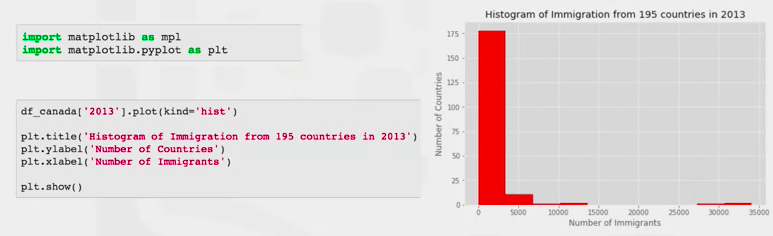 import matplotlib as mpl
import matplotlib.pyplot as plt
df_canada['2013'].plot(kind='hist')
plt.title('Histogram of Immigration from 195 countries in 2013')
plt.ylabel('Number of Countries')
plt.xlabel('Number of Immigrants')
plt.show()
Histogram of Immigration from 195 countries in 2013
Number of Countries
175
150
125
100
75
50
25
0
0 5000 10000 15000 20000 25000 30000 35000
Number of Immigrants